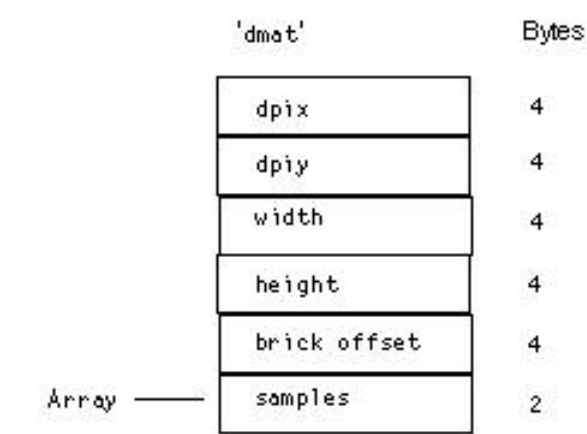 'dmat' Bytes
dpix 4
dpiy 4
width 4
height 4
brick offset 4
Array samples 2